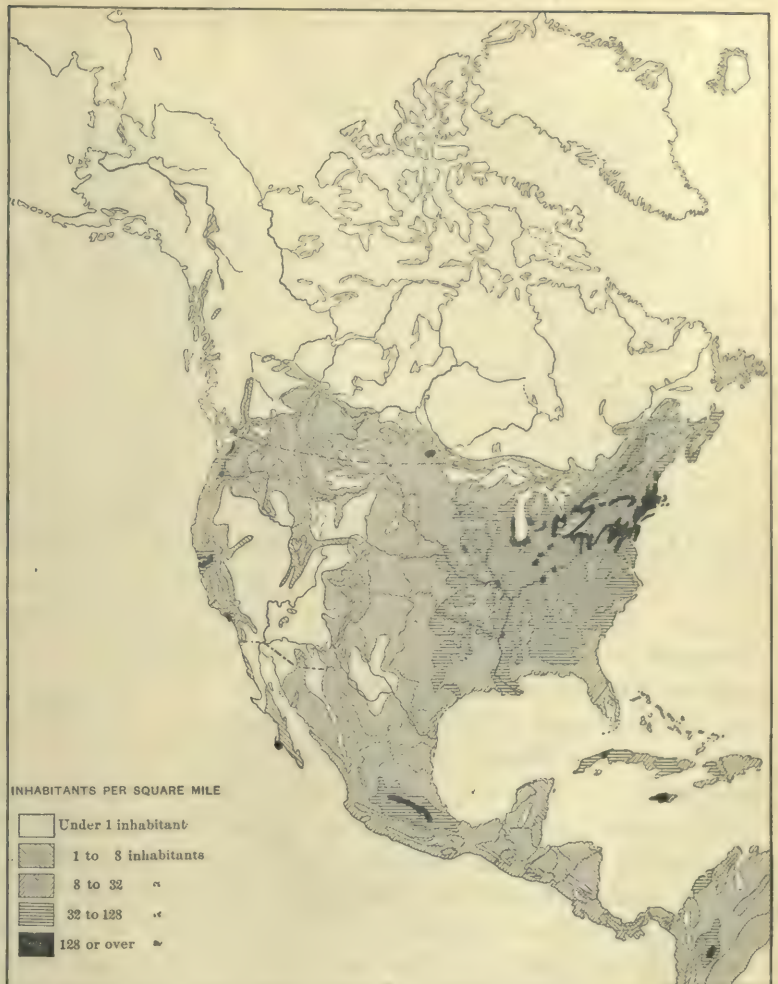 INHABITANTS PER SQUARE MILE
Under 1 inhabitant
1 to 8 inhabitants
8 to 32 "
32 to 128 "
128 or over "